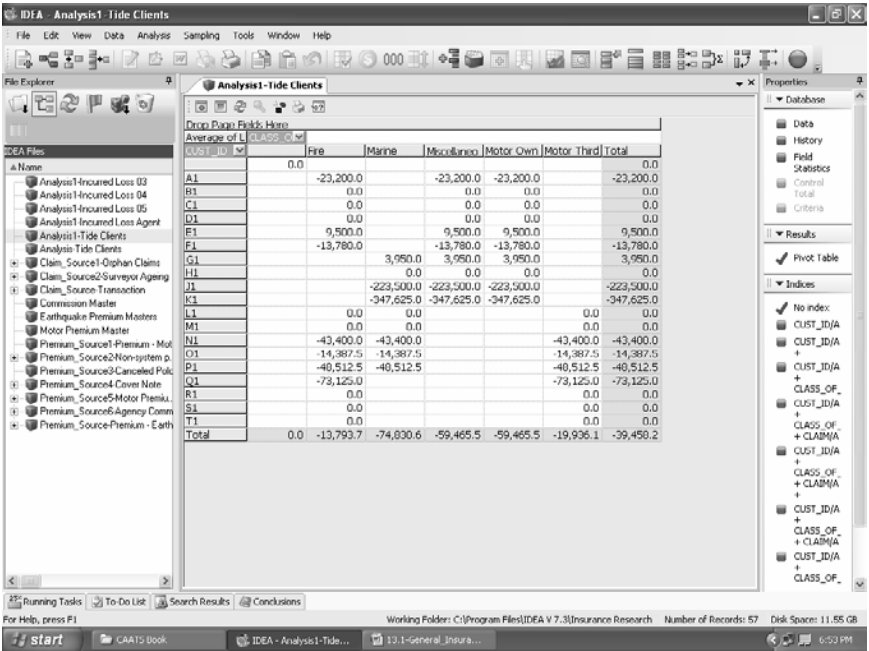 IDEA - Analysis1-Tide Clients
File Edit View Data Analysis Sampling Tools Window Help
000
File Explorer
IDEA Files
Name
Analysis1-Incurred Loss 03
Analysis1-Incurred Loss 04
Analysis1-Incurred Loss 05
Analysis1-Incurred Loss Agent
Analysis1-Tide Clients
Analysis-Tide Clients
Claim_Source1-Orphan Claims
Claim_Source2-Surveyor Ageing
Claim_Source-Transaction
Commission Master
Earthquake Premium Masters
Motor Premium Master
Premium_Source1-Premium - Mot
Premium_Source2-Non-system p.
Premium_Source3-Canceled Polic
Premium_Source4-Cover Note
Premium_Source5-Motor Premiu.
Premium_Source6-Agency Comm
Premium_Source-Premium - Earth
Analysis1-Tide Clients
Drop Page Fields Here
Average of L CLASS_O
CUST_ID Fire Marine Miscellaneo Motor Own Motor Third Total
0.0 0.0
A1 -23,200.0 -23,200.0 -23,200.0 -23,200.0
B1 0.0 0.0 0.0 0.0
C1 0.0 0.0 0.0 0.0
D1 0.0 0.0 0.0 0.0
E1 9,500.0 9,500.0 9,500.0 9,500.0
F1 -13,780.0 -13,780.0 -13,780.0 -13,780.0
G1 3,950.0 3,950.0 3,950.0 3,950.0
H1 0.0 0.0 0.0 0.0
J1 -223,500.0 -223,500.0 -223,500.0 -223,500.0
K1 -347,625.0 -347,625.0 -347,625.0 -347,625.0
L1 0.0 0.0 0.0 0.0
M1 0.0 0.0 0.0 0.0
N1 -43,400.0 -43,400.0 -43,400.0 -43,400.0
O1 -14,387.5 -14,387.5 -14,387.5 -14,387.5
P1 -48,512.5 -48,512.5 -48,512.5 -48,512.5
Q1 -73,125.0 -73,125.0 -73,125.0
R1 0.0 0.0 0.0
S1 0.0 0.0 0.0
T1 0.0 0.0 0.0
Total 0.0 -13,793.7 -74,830.6 -59,465.5 -59,465.5 -19,936.1 -39,458.2
Properties
Database
Data
History
Field
Statistics
Control
Total
Criteria
Results
Pivot Table
Indices
No index
CUST_ID/A
CUST_ID/A
+
CUST_ID/A
+
CLASS_OF_
CUST_ID/A
+
CLASS_OF_
+ CLAIM/A
CUST_ID/A
+
CLASS_OF_
+ CLAIM/A
+
CUST_ID/A
+
CLASS_OF_
+ CLAIM/A
CUST_ID/A
+
CLASS_OF_
Running Tasks To-Do List Search Results Conclusions
For Help, press F1 Working Folder: C:\Program Files\IDEA V 7.3\Insurance Research Number of Records: 57 Disk Space: 11.55 GB
start CAATS Book IDEA - Analysis1-Tide... 13.1-General_Insura... 6:53 PM